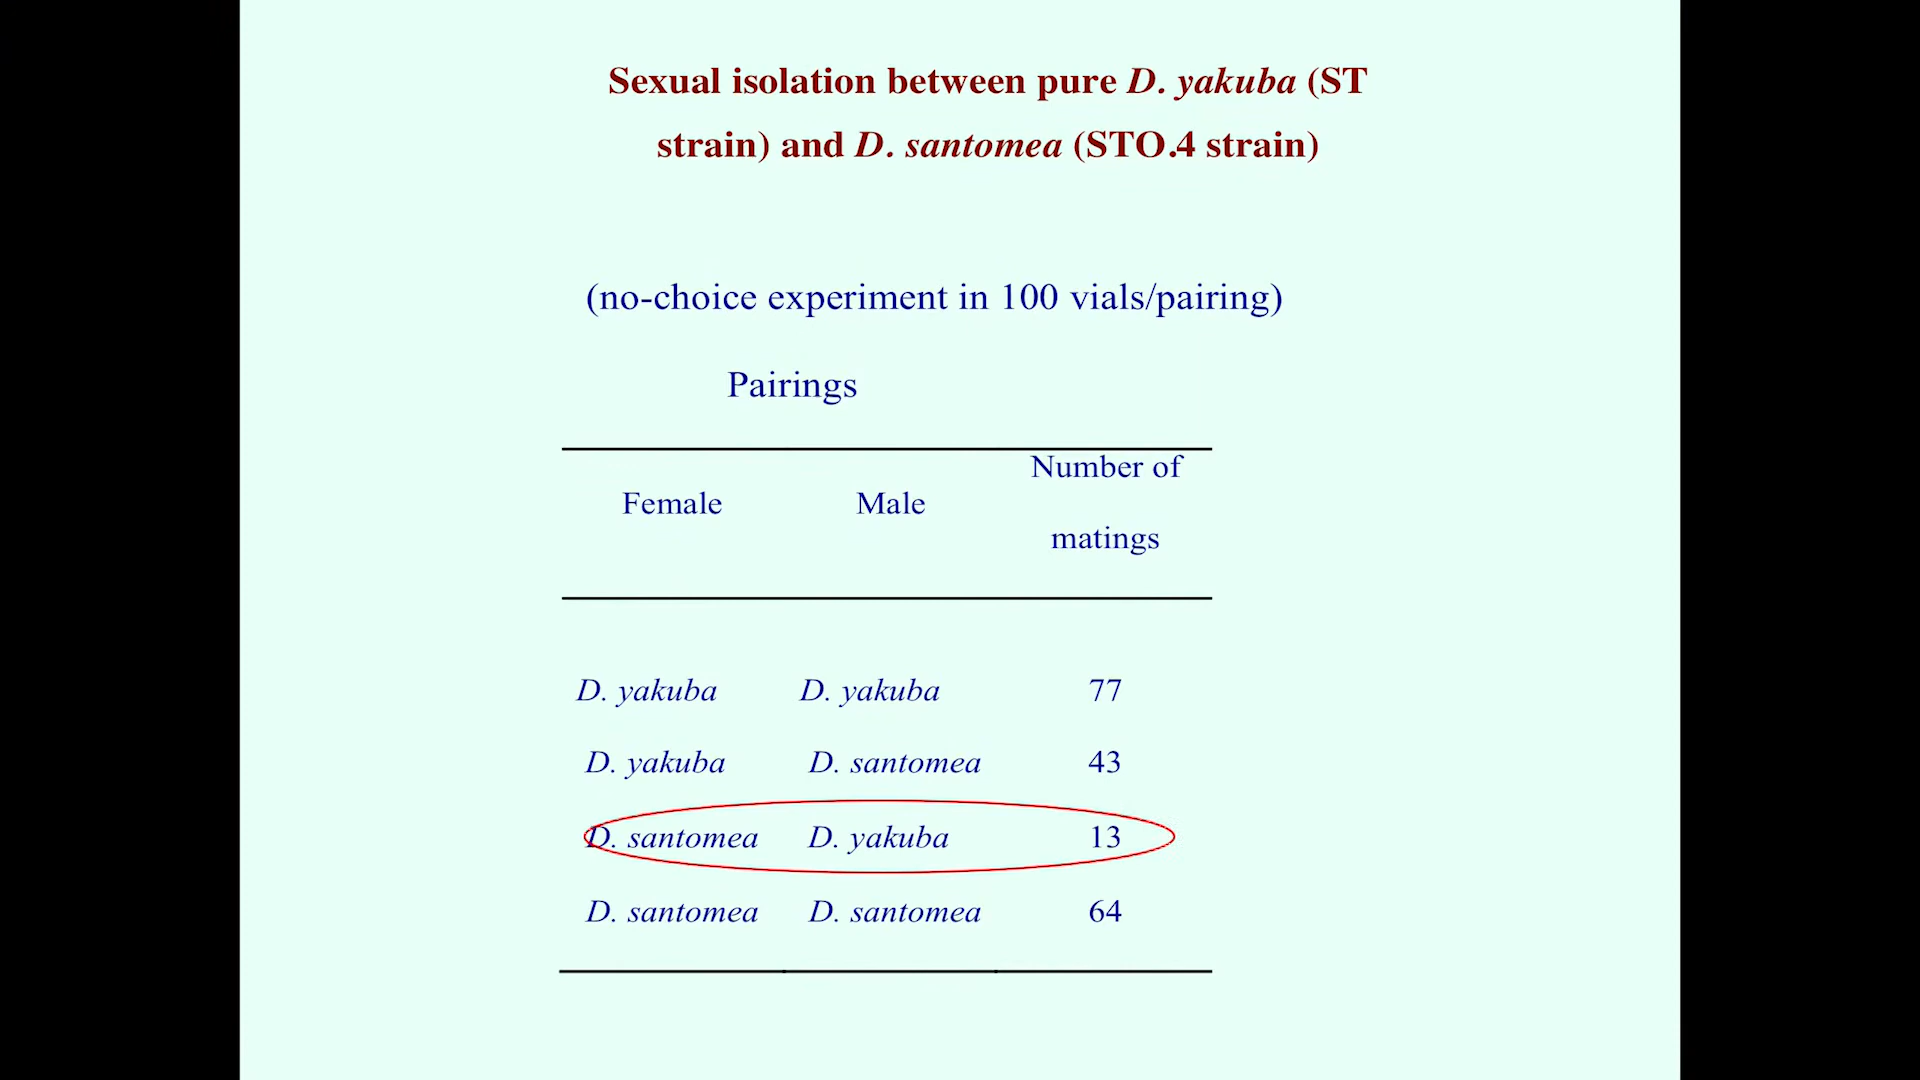 Sexual isolation between pure D. yakuba (ST
strain) and D. santomea (STO.4 strain)
(no-choice experiment in 100 vials/pairing)
Pairings
Female Male Number of
matings
D. yakuba D. yakuba 77
D. yakuba D. santomea 43
D. santomea D. yakuba 13
D. santomea D. santomea 64